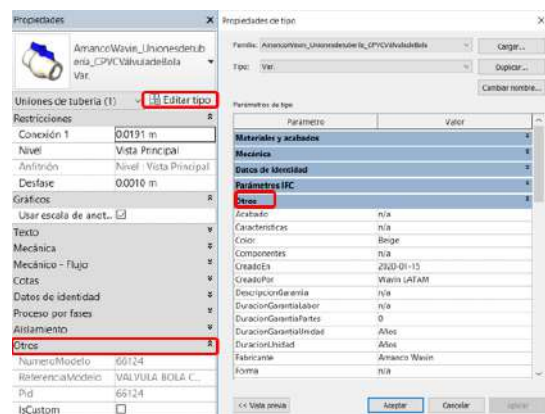 Propiedades
AmancoWavin_Unionesdetub
ería_CPVCVálvuladeBola
Var.
Uniones de tubería (1)
Editar tipo
Restricciones
Conexión 1 0.0191 m
Nivel Vista Principal
Anfitrión Nivel : Vista Principal
Desfase 0.0010 m
Gráficos
Usar escala de anot...
Texto
Mecánica
Mecánico - Flujo
Cotas
Datos de identidad
Proceso por fases
Aislamiento
Otros
NumeroModelo 66124
ReferenciaModelo VALVULA BOLA C...
Pid 66124
IsCustom
Propiedades de tipo
Familia: AmancoWavin_Unionesdetubería_CPVCVálvuladeBola Cargar...
Tipo: Var. Duplicar...
Cambiar nombre...
Parámetros de tipo
Parámetro Valor
Materiales y acabados
Mecánica
Datos de identidad
Parámetros IFC
Otros
Acabado n/a
Caracteristicas n/a
Color Beige
Componentes n/a
CreadoEn 2020-01-15
CreadoPor Wavin LATAM
DescripcionGarantia n/a
DuracionGarantiaLabor n/a
DuracionGarantiaPartes 0
DuracionGarantiaUnidad Años
DuracionUnidad Años
Fabricante Amanco Wavin
Forma n/a
<< Vista previa Aceptar Cancelar Aplicar